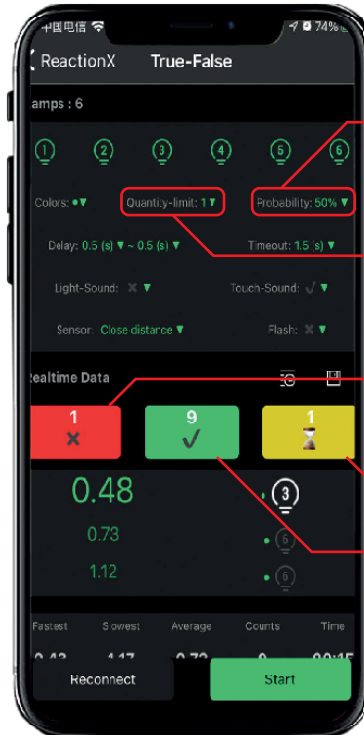 中国电信 74%
ReactionX True-False
amps : 6
1 2 3 4 5 6
Colors: Quantity-limit: 1 Probability: 50%
Delay: 0.5 (s) ~ 0.5 (s) Timeout: 1.5 (s)
Light-Sound: Touch-Sound:
Sensor: Close distance Flash:
Realtime Data
1 9 1
0.48 3
0.73 6
1.12 6
Fastest Slowest Average Counts Time
Reconnect Start